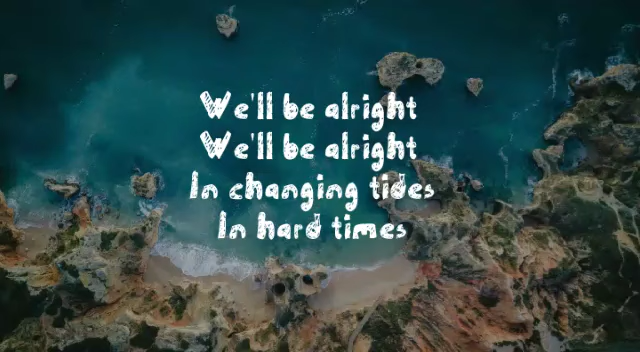 We'll be alright
We'll be alright
In changing tides
In hard times